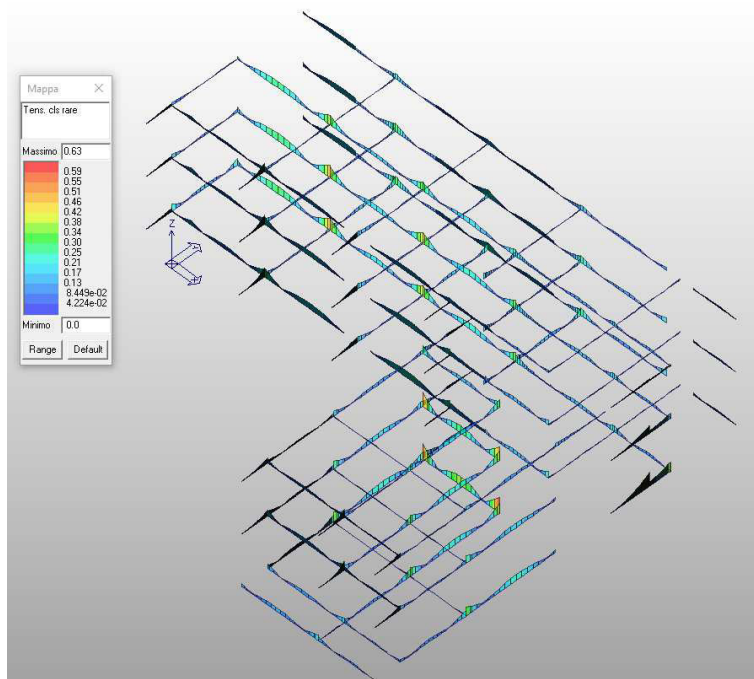 Mappa
Tens. cls rare
Massimo 0.63
0.59
0.55
0.51
0.46
0.42
0.38
0.34
0.30
0.25
0.21
0.17
0.13
8.449e-02
4.224e-02
Minimo 0.0
Range Default
Z